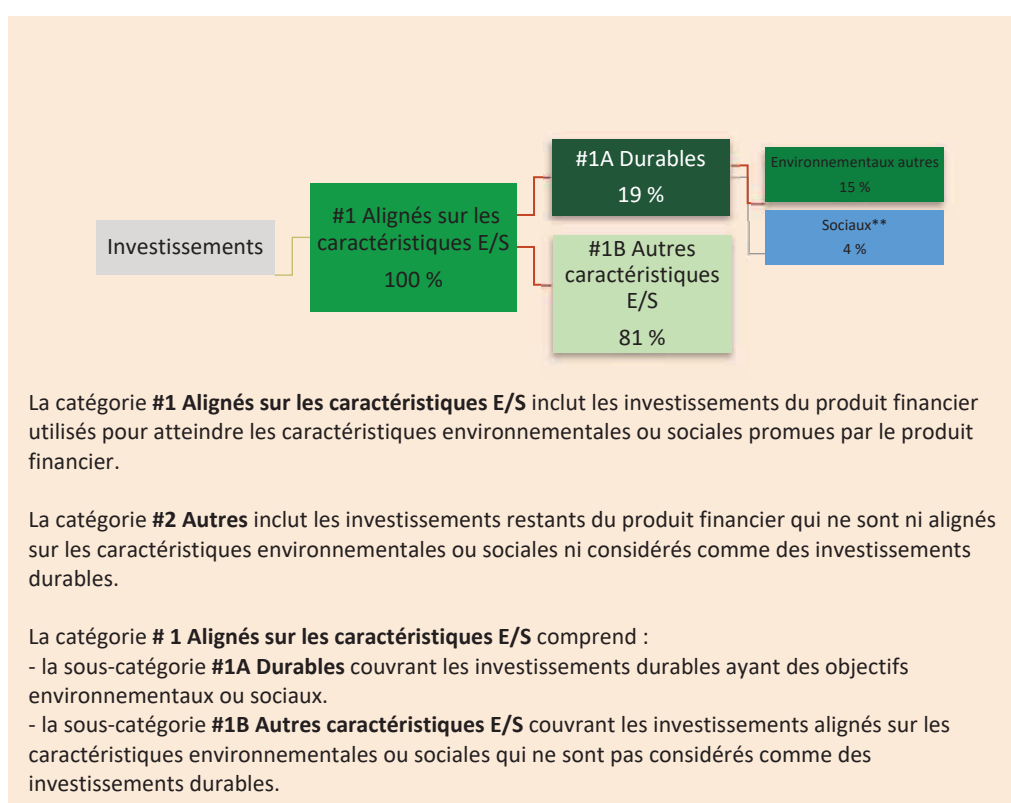 Investissements
#1 Alignés sur les
caractéristiques E/S
100 %
#1A Durables
19 %
#1B Autres
caractéristiques
E/S
81 %
Environnementaux autres
15 %
Sociaux**
4 %
La catégorie #1 Alignés sur les caractéristiques E/S inclut les investissements du produit financier
utilisés pour atteindre les caractéristiques environnementales ou sociales promues par le produit
financier.
La catégorie #2 Autres inclut les investissements restants du produit financier qui ne sont ni alignés
sur les caractéristiques environnementales ou sociales ni considérés comme des investissements
durables.
La catégorie # 1 Alignés sur les caractéristiques E/S comprend :
- la sous-catégorie #1A Durables couvrant les investissements durables ayant des objectifs
environnementaux ou sociaux.
- la sous-catégorie #1B Autres caractéristiques E/S couvrant les investissements alignés sur les
caractéristiques environnementales ou sociales qui ne sont pas considérés comme des
investissements durables.